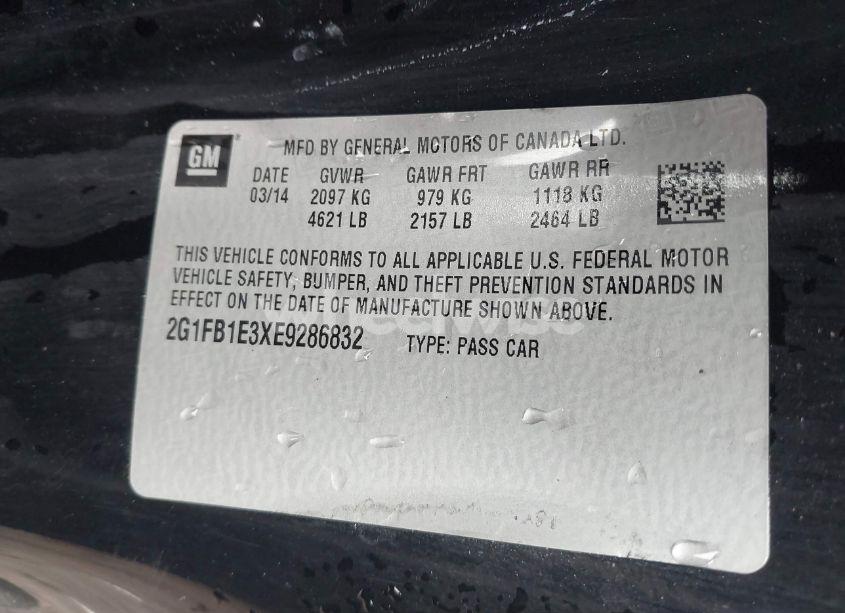 GM
MFD BY GENERAL MOTORS OF CANADA LTD.
DATE GVWR GAWR FRT GAWR RR
03/14 2097 KG 979 KG 1118 KG
4621 LB 2157 LB 2464 LB
THIS VEHICLE CONFORMS TO ALL APPLICABLE U.S. FEDERAL MOTOR
VEHICLE SAFETY, BUMPER, AND THEFT PREVENTION STANDARDS IN
EFFECT ON THE DATE OF MANUFACTURE SHOWN ABOVE.
2G1FB1E3XE9286832 TYPE: PASS CAR